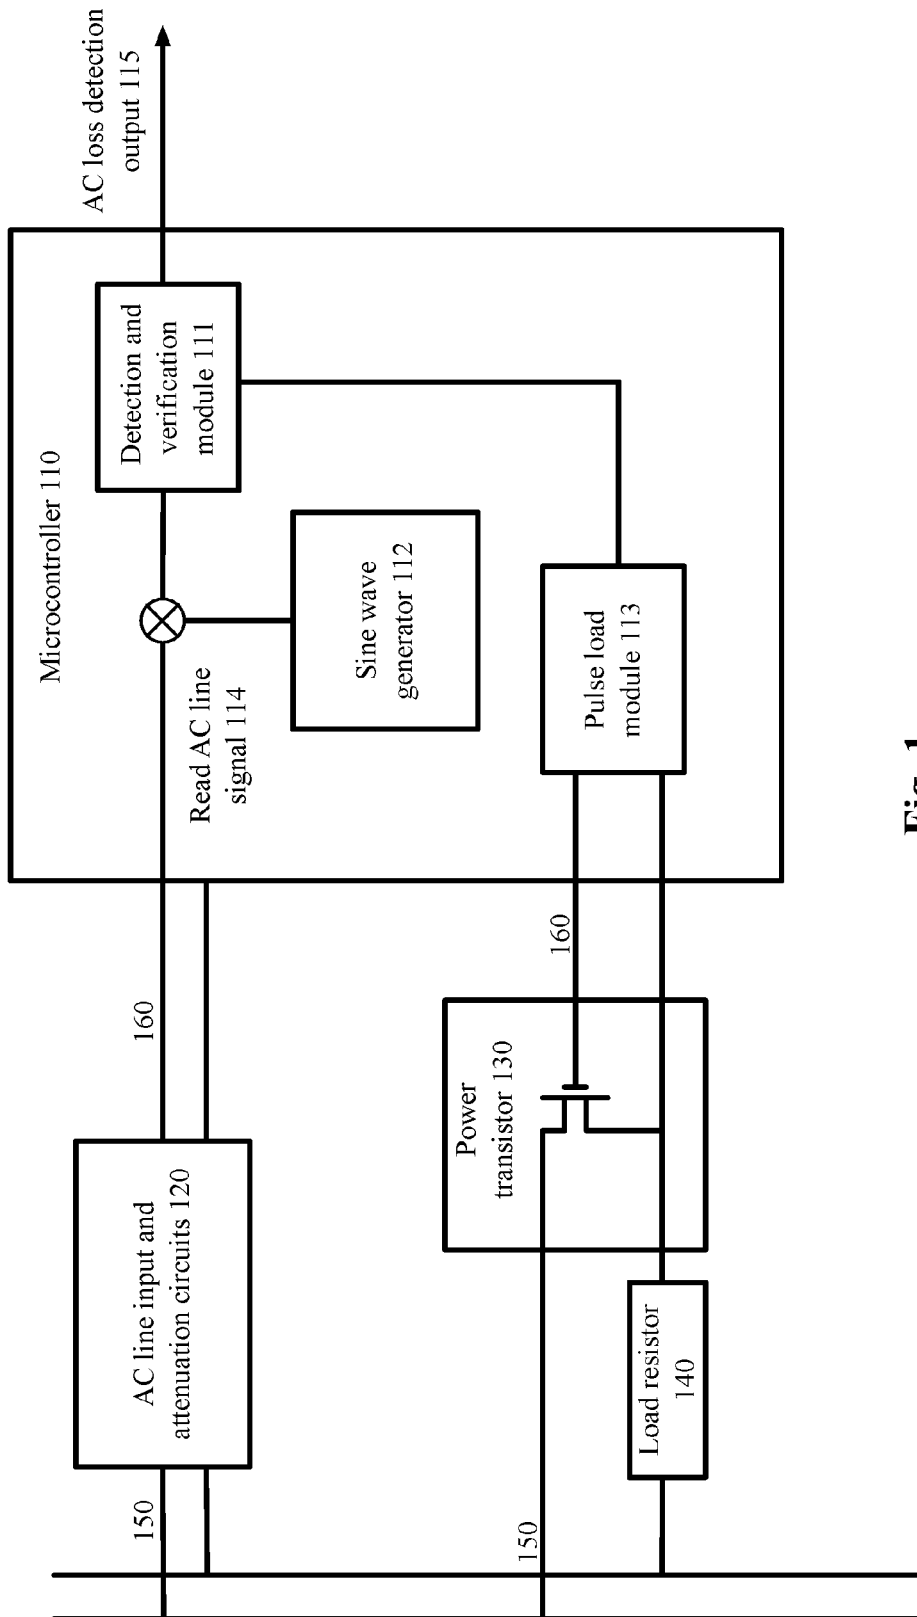 AC loss detection
output 115
Microcontroller 110
Detection and
verification
module 111
Sine wave
generator 112
Read AC line
signal 114
Pulse load
module 113
160
160
Power
transistor 130
AC line input and
attenuation circuits 120
Load resistor
140
150
150
Fig. 1